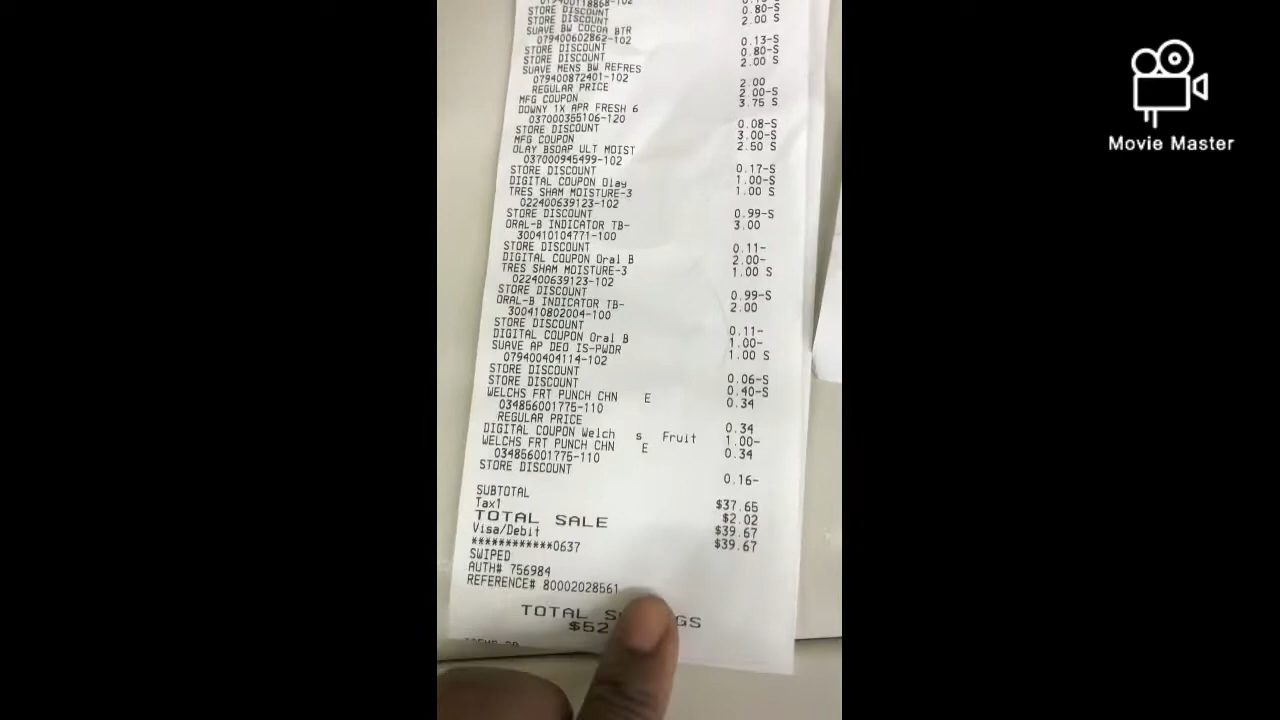 079400118868-102
STORE DISCOUNT 0.80-S
STORE DISCOUNT 2.00 S
SUAVE BW COCOA BTR
079400602862-102 0.13-S
STORE DISCOUNT 0.80-S
STORE DISCOUNT 2.00 S
SUAVE MENS BW REFRES
079400872401-102 2.00
REGULAR PRICE 2.00-S
MFG COUPON 3.75 S
DOWNY 1X APR FRESH 6
037000355106-120 0.08-S
STORE DISCOUNT 3.00-S
MFG COUPON 2.50 S
OLAY BSOAP ULT MOIST
037000945499-102 0.17-S
STORE DISCOUNT 1.00-S
DIGITAL COUPON Olay 1.00 S
TRES SHAM MOISTURE-3
022400639123-102 0.99-S
STORE DISCOUNT 3.00
ORAL-B INDICATOR TB-
300410104771-100 0.11-
STORE DISCOUNT 2.00-
DIGITAL COUPON Oral B 1.00 S
TRES SHAM MOISTURE-3
022400639123-102 0.99-S
STORE DISCOUNT 2.00
ORAL-B INDICATOR TB-
300410802004-100 0.11-
STORE DISCOUNT 1.00-
DIGITAL COUPON Oral B 1.00 S
SUAVE AP DEO IS-PWDR
079400404114-102 0.06-S
STORE DISCOUNT 0.40-S
STORE DISCOUNT
WELCHS FRT PUNCH CHN E 0.34
034856001775-110
REGULAR PRICE 0.34
DIGITAL COUPON Welch s Fruit 1.00-
WELCHS FRT PUNCH CHN E 0.34
034856001775-110
STORE DISCOUNT 0.16-
SUBTOTAL $37.65
Tax1 $2.02
TOTAL SALE $39.67
Visa/Debit $39.67
************0637
SWIPED
AUTH# 756984
REFERENCE# 80002028561
TOTAL
$52
Movie Master